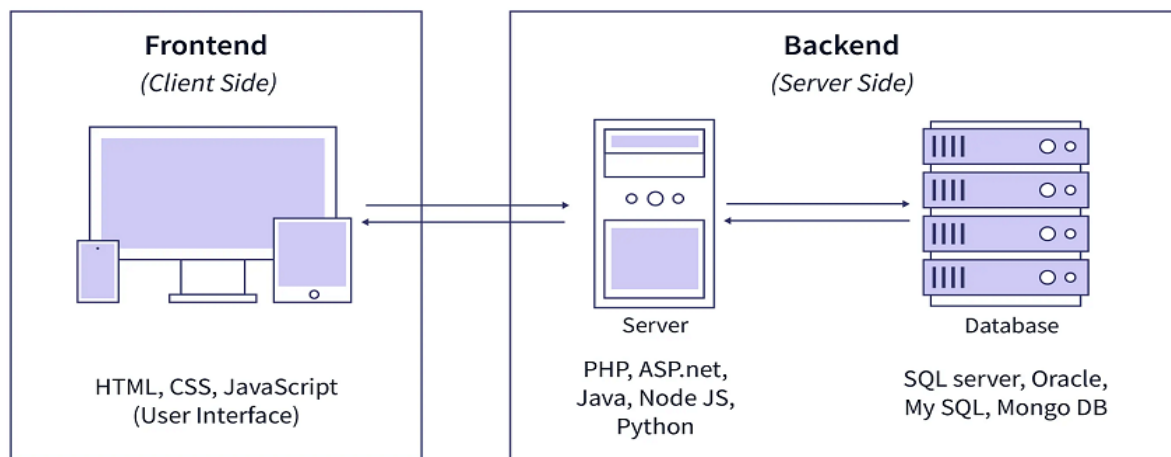 Frontend
(Client Side)
HTML, CSS, JavaScript
(User Interface)
Backend
(Server Side)
Server
PHP, ASP.net,
Java, Node JS,
Python
Database
SQL server, Oracle,
My SQL, Mongo DB